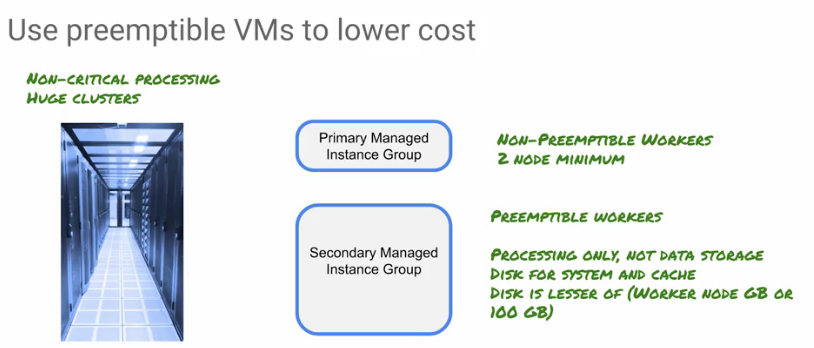 Use preemptible VMs to lower cost
Non-critical processing
Huge clusters
Primary Managed
Instance Group
Non-Preemptible Workers
2 node minimum
Secondary Managed
Instance Group
Preemptible workers
Processing only, not data storage
Disk for system and cache
Disk is lesser of (Worker node GB or
100 GB)